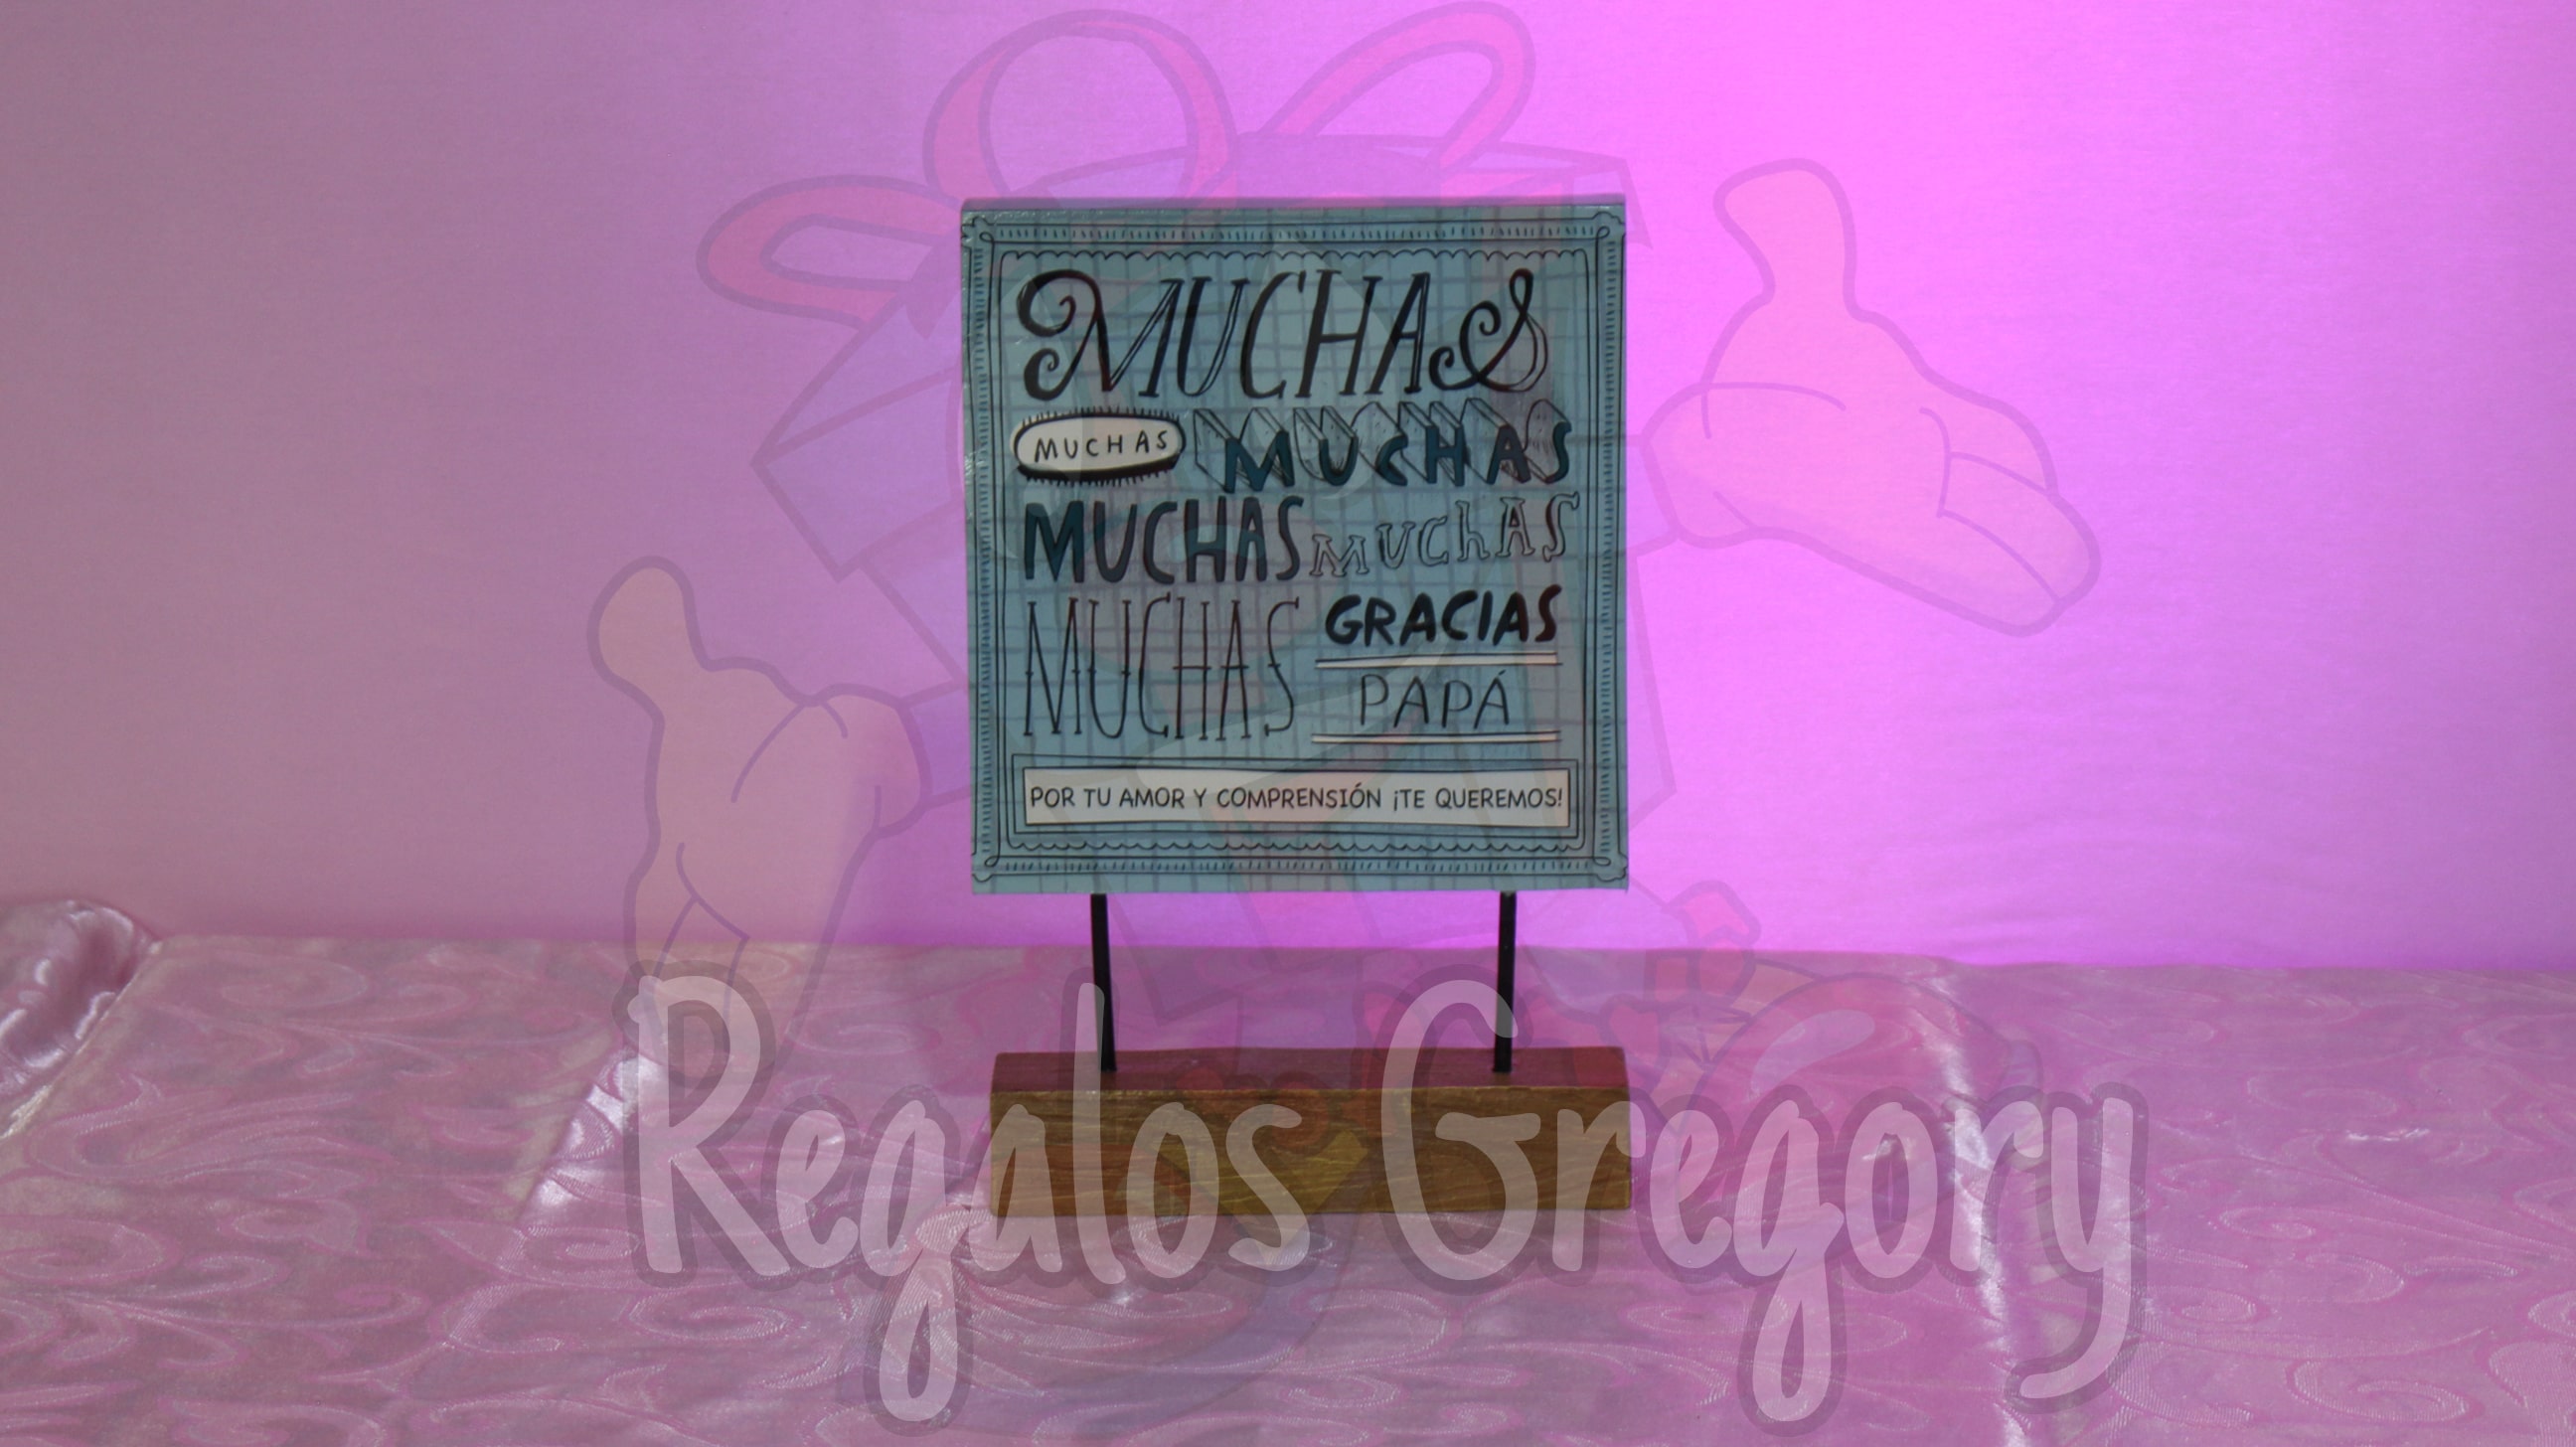 MUCHAS
MUCHAS MUCHAS
MUCHAS MUCHAS
MUCHAS GRACIAS
PAPÁ
POR TU AMOR Y COMPRENSIÓN ¡TE QUEREMOS!
Regalos Gregory